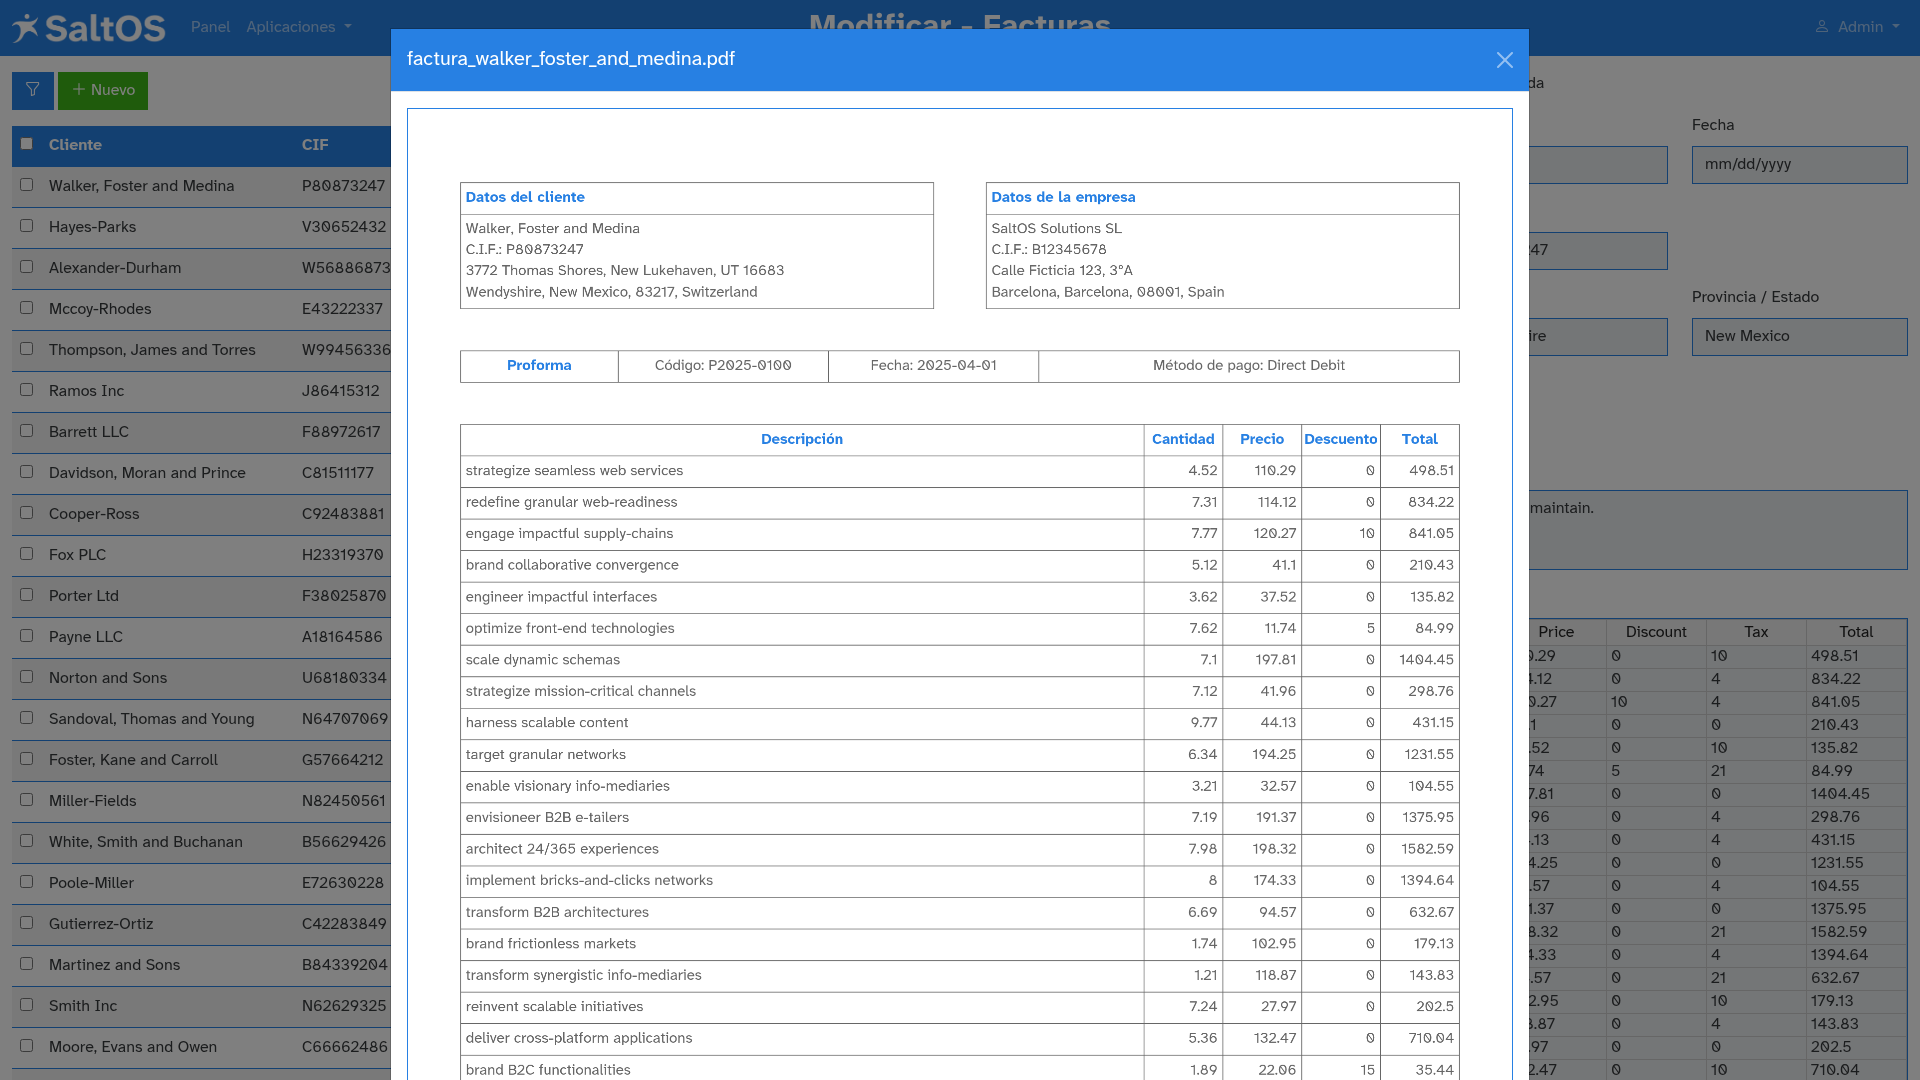 SaltOS Panel Aplicaciones Modificar - Facturas Admin
factura_walker_foster_and_medina.pdf
Nuevo
Cliente CIF
Walker, Foster and Medina P80873247
Hayes-Parks V30652432
Alexander-Durham W56886873
Mccoy-Rhodes E43222337
Thompson, James and Torres W99456336
Ramos Inc J86415312
Barrett LLC F88972617
Davidson, Moran and Prince C81511177
Cooper-Ross C92483881
Fox PLC H23319370
Porter Ltd F38025870
Payne LLC A18164586
Norton and Sons U68180334
Sandoval, Thomas and Young N64707069
Foster, Kane and Carroll G57664212
Miller-Fields N82450561
White, Smith and Buchanan B56629426
Poole-Miller E72630228
Gutierrez-Ortiz C42283849
Martinez and Sons B84339204
Smith Inc N62629325
Moore, Evans and Owen C66662486
Datos del cliente
Walker, Foster and Medina
C.I.F.: P80873247
3772 Thomas Shores, New Lukehaven, UT 16683
Wendyshire, New Mexico, 83217, Switzerland
Datos de la empresa
SaltOS Solutions SL
C.I.F.: B12345678
Calle Ficticia 123, 3ºA
Barcelona, Barcelona, 08001, Spain
Proforma Código: P2025-0100 Fecha: 2025-04-01 Método de pago: Direct Debit
Descripción Cantidad Precio Descuento Total
strategize seamless web services 4.52 110.29 0 498.51
redefine granular web-readiness 7.31 114.12 0 834.22
engage impactful supply-chains 7.77 120.27 10 841.05
brand collaborative convergence 5.12 41.1 0 210.43
engineer impactful interfaces 3.62 37.52 0 135.82
optimize front-end technologies 7.62 11.74 5 84.99
scale dynamic schemas 7.1 197.81 0 1404.45
strategize mission-critical channels 7.12 41.96 0 298.76
harness scalable content 9.77 44.13 0 431.15
target granular networks 6.34 194.25 0 1231.55
enable visionary info-mediaries 3.21 32.57 0 104.55
envisioneer B2B e-tailers 7.19 191.37 0 1375.95
architect 24/365 experiences 7.98 198.32 0 1582.59
implement bricks-and-clicks networks 8 174.33 0 1394.64
transform B2B architectures 6.69 94.57 0 632.67
brand frictionless markets 1.74 102.95 0 179.13
transform synergistic info-mediaries 1.21 118.87 0 143.83
reinvent scalable initiatives 7.24 27.97 0 202.5
deliver cross-platform applications 5.36 132.47 0 710.04
brand B2C functionalities 1.89 22.06 15 35.44
da
Fecha
mm/dd/yyyy
47
Provincia / Estado
ire New Mexico
maintain.
Price Discount Tax Total
0.29 0 10 498.51
4.12 0 4 834.22
0.27 10 4 841.05
.1 0 0 210.43
.52 0 10 135.82
74 5 21 84.99
7.81 0 0 1404.45
.96 0 4 298.76
.13 0 4 431.15
4.25 0 0 1231.55
.57 0 4 104.55
1.37 0 0 1375.95
8.32 0 21 1582.59
4.33 0 4 1394.64
.57 0 21 632.67
2.95 0 10 179.13
8.87 0 4 143.83
.97 0 0 202.5
2.47 0 10 710.04